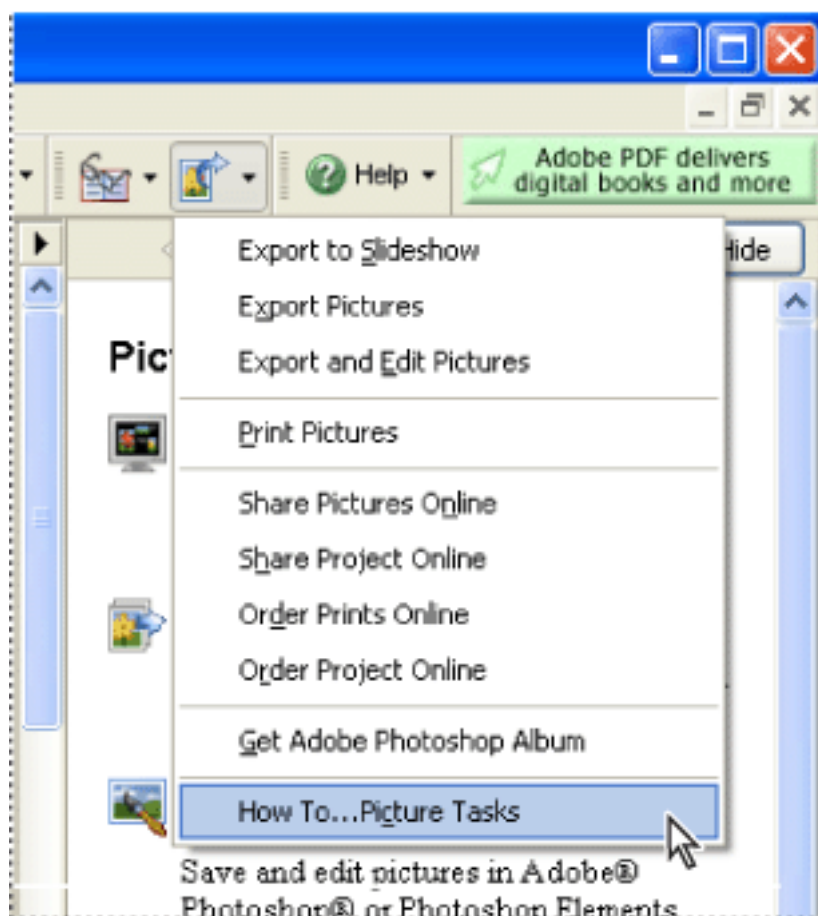 Help
Adobe PDF delivers
digital books and more
Export to Slideshow
Hide
Export Pictures
Pic
Export and Edit Pictures
Print Pictures
Share Pictures Online
Share Project Online
Order Prints Online
Order Project Online
Get Adobe Photoshop Album
How To...Picture Tasks
Save and edit pictures in Adobe®
Photoshop® or Photoshop Elements